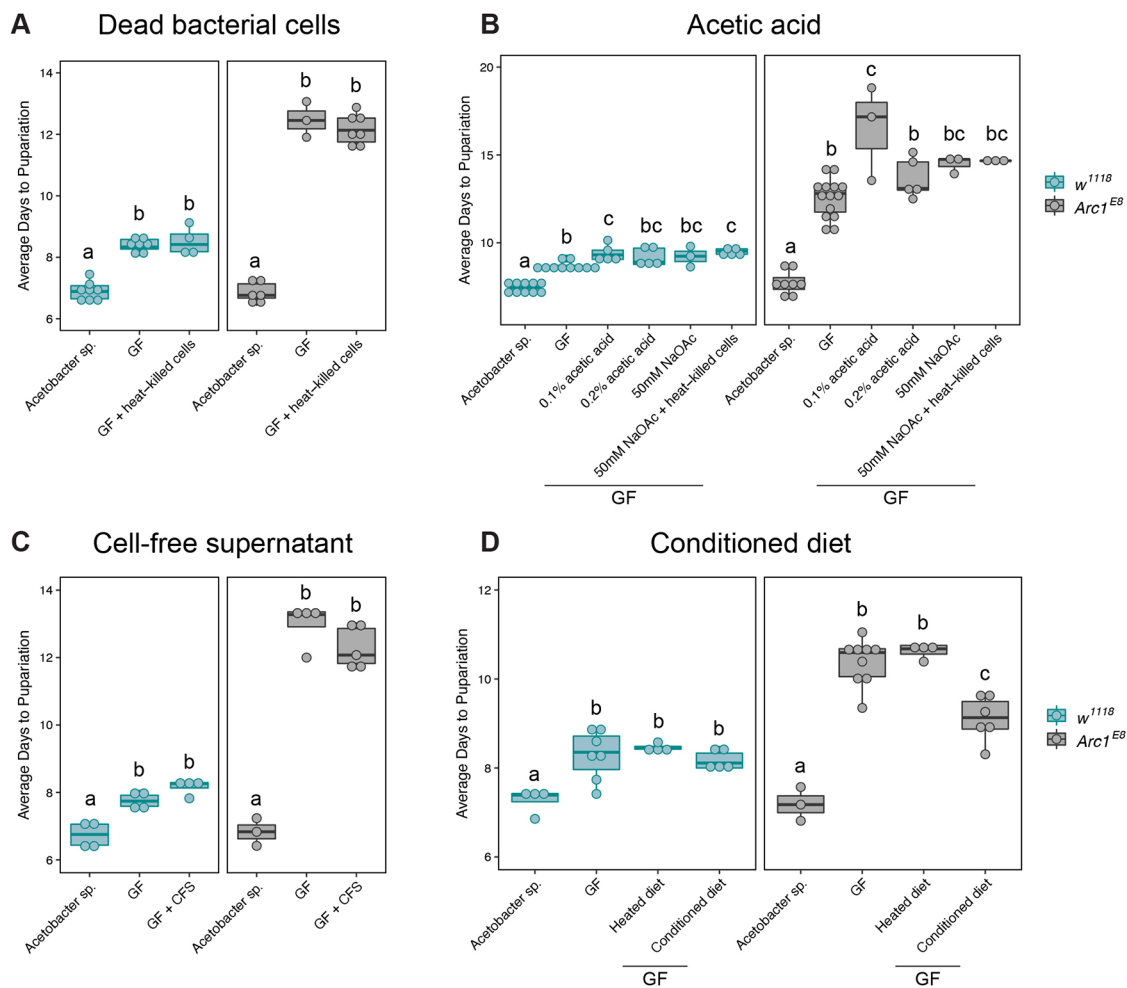 A Dead bacterial cells
Average Days to Pupariation
14
12
10
8
6
a
b
b
a
b
b
Acetobacter sp.
GF
GF + heat–killed cells
Acetobacter sp.
GF
GF + heat–killed cells
B Acetic acid
Average Days to Pupariation
20
15
10
a
b
c
bc
bc
c
a
b
c
b
bc
bc
Acetobacter sp.
GF
0.1% acetic acid
0.2% acetic acid
50mM NaOAc
50mM NaOAc + heat–killed cells
GF
Acetobacter sp.
GF
0.1% acetic acid
0.2% acetic acid
50mM NaOAc
50mM NaOAc + heat–killed cells
GF
w1118
Arc1E8
C Cell-free supernatant
Average Days to Pupariation
14
12
10
8
6
a
b
b
a
b
b
Acetobacter sp.
GF
GF + CFS
Acetobacter sp.
GF
GF + CFS
D Conditioned diet
Average Days to Pupariation
12
10
8
6
a
b
b
b
a
b
b
c
Acetobacter sp.
GF
Heated diet
Conditioned diet
GF
Acetobacter sp.
GF
Heated diet
Conditioned diet
GF
w1118
Arc1E8